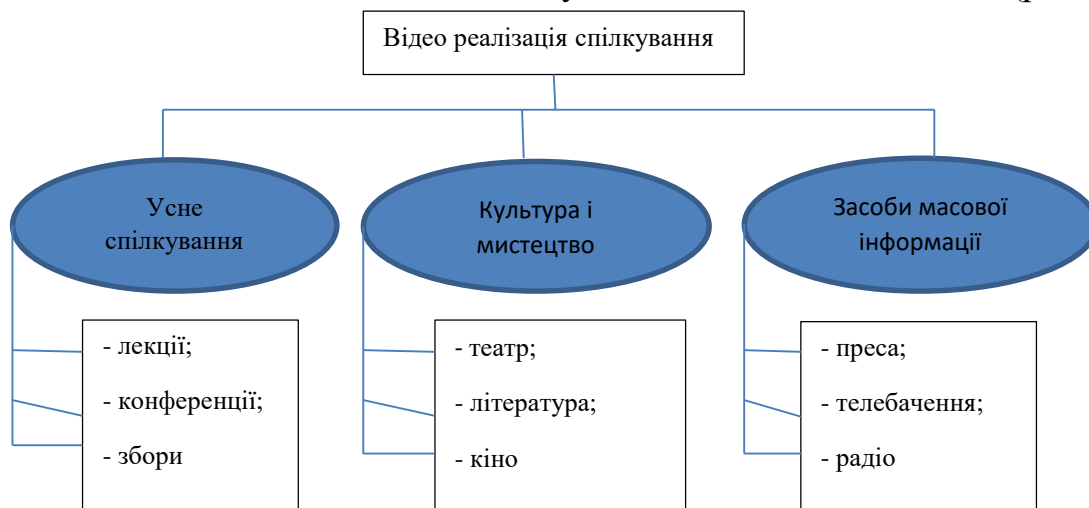 Відео реалізація спілкування
Усне
спілкування
Культура і
мистецтво
Засоби масової
інформації
- лекції;
- конференції;
- збори
- театр;
- література;
- кіно
- преса;
- телебачення;
- радіо